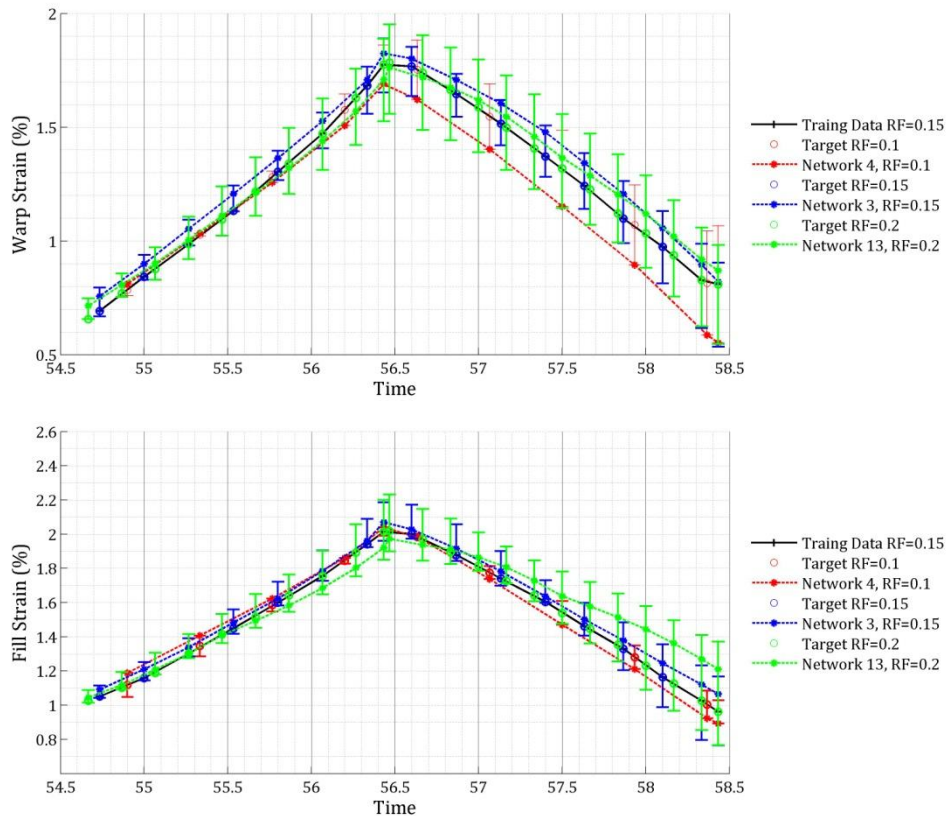 2
1.5
1
0.5
Warp Strain (%)
54.5 55 55.5 56 56.5 57 57.5 58 58.5
Time
Traing Data RF=0.15
Target RF=0.1
Network 4, RF=0.1
Target RF=0.15
Network 3, RF=0.15
Target RF=0.2
Network 13, RF=0.2
2.6
2.4
2.2
2.0
1.8
1.6
1.4
1.2
1.0
0.8
Fill Strain (%)
54.5 55 55.5 56 56.5 57 57.5 58 58.5
Time
Traing Data RF=0.15
Target RF=0.1
Network 4, RF=0.1
Target RF=0.15
Network 3, RF=0.15
Target RF=0.2
Network 13, RF=0.2